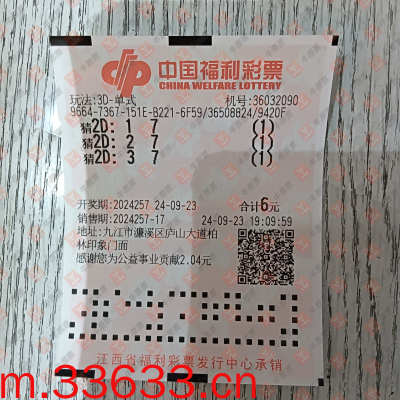 中国福利彩票
CHINA WELFARE LOTTERY
玩法:3D-单式 机号:36032090
9664-7367-151E-B221-6F59/36508B24/9420F
猜2D: 1 7 (1)
猜2D: 2 7 (1)
猜2D: 3 7 (1)
开奖期:2024257 24-09-23 合计6元
销售期:2024257-17 24-09-23 19:09:59
地址:九江市濂溪区庐山大道柏
林印象门面
感谢您为公益事业贡献2.04元
江西省福利彩票发行中心承销
m.33633.cn